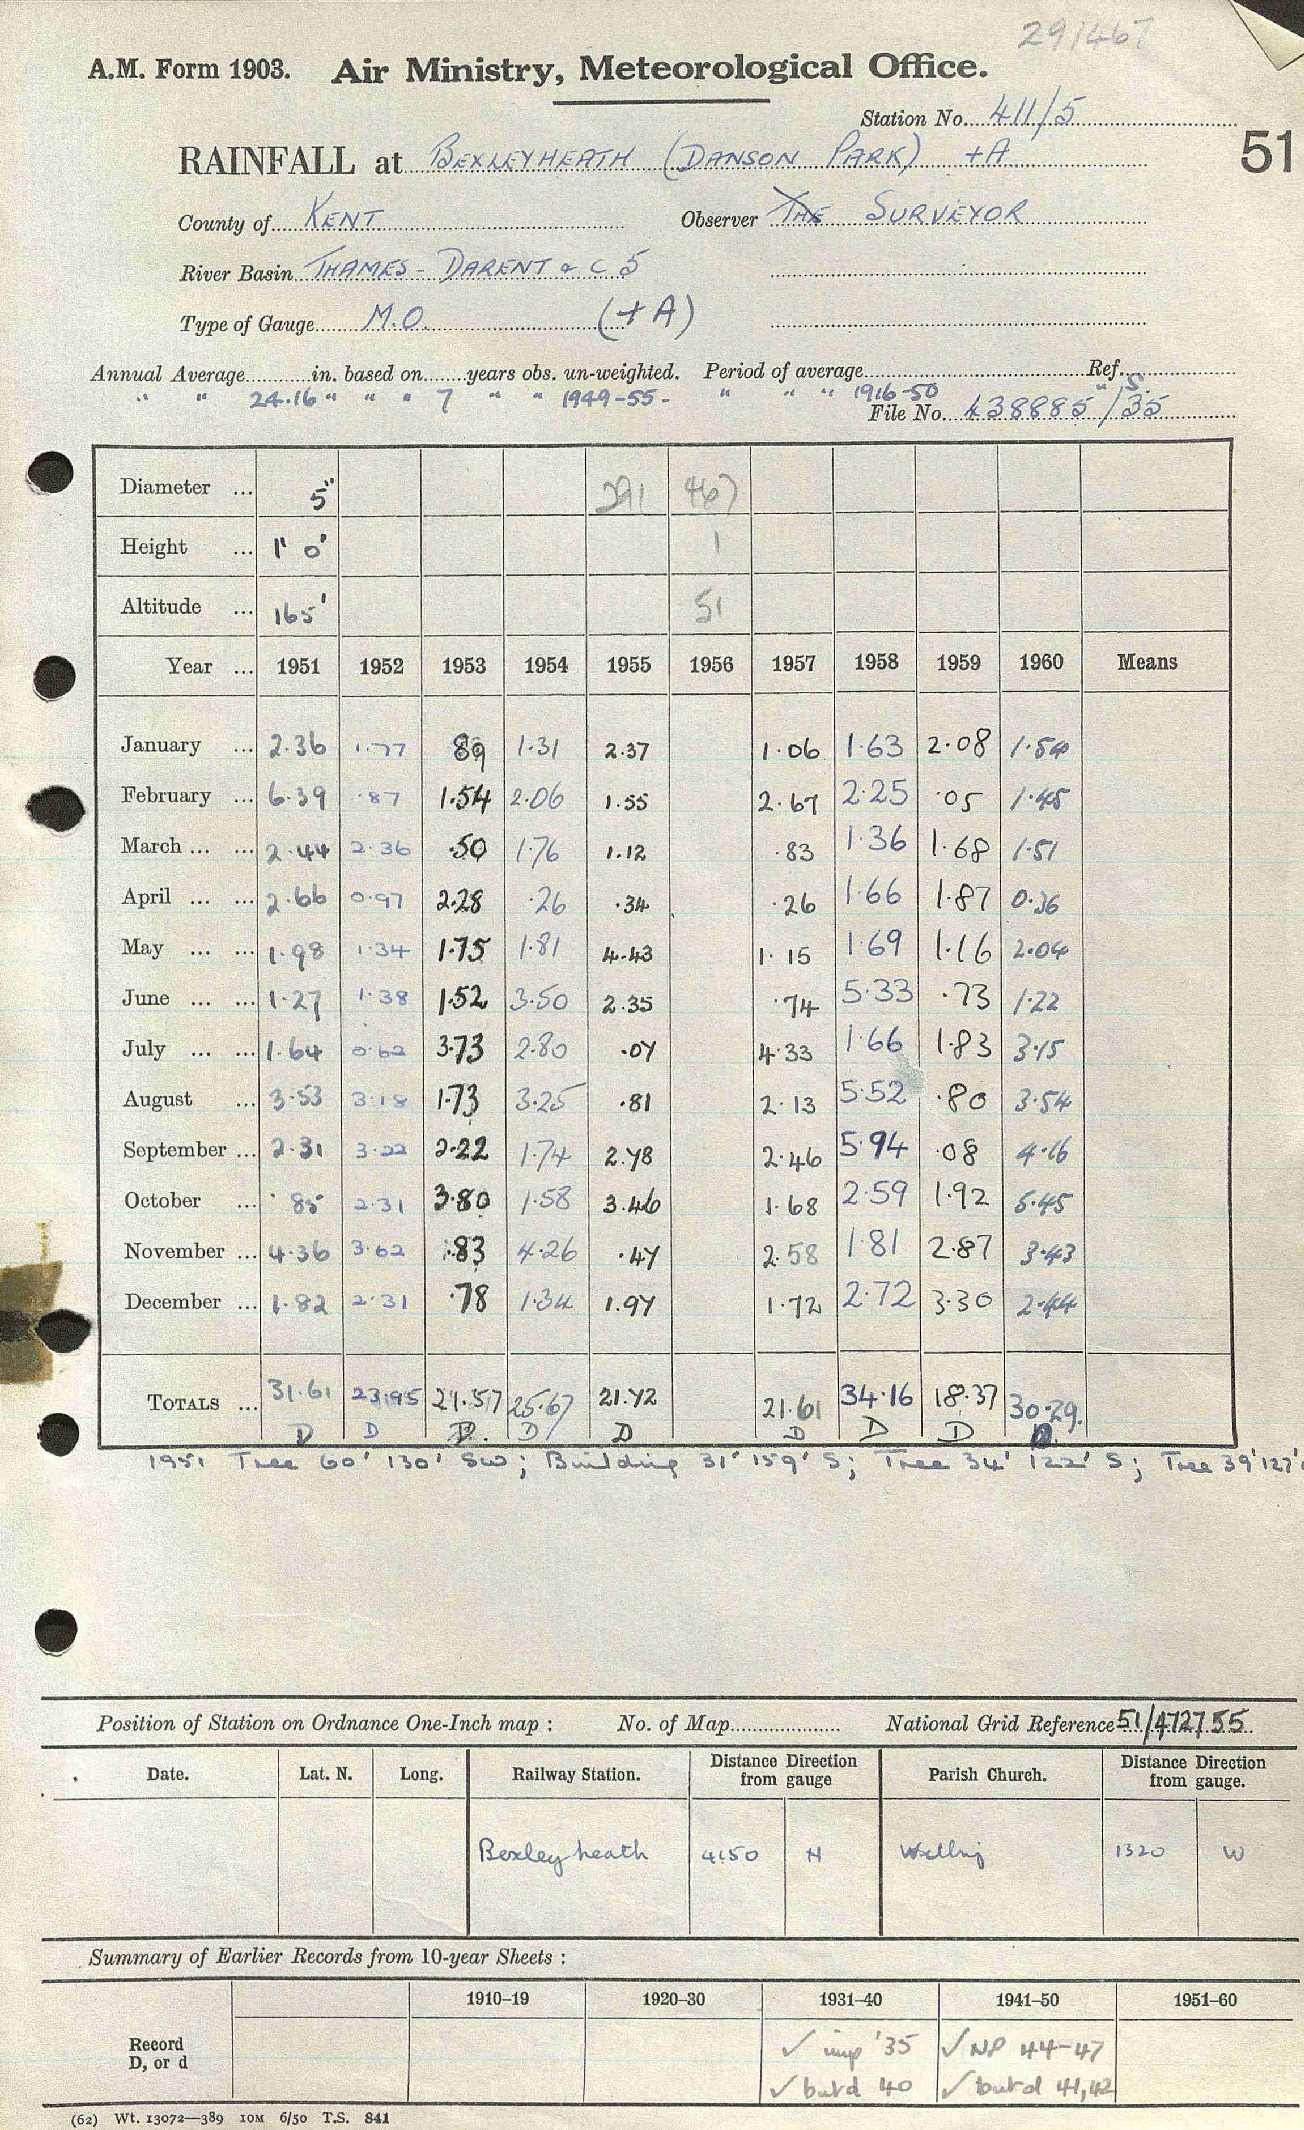 291467
A.M. Form 1903. Air Ministry, Meteorological Office.
Station No. 411/5
51
RAINFALL at BEXLEYHEATH (DANSON PARK) +A
County of KENT Observer THE SURVEYOR
River Basin THAMES - DARENT & C 5
Type of Gauge M.O. (+A)
Annual Average in. based on years obs. un-weighted. Period of average Ref.
" " 24.16 " " " 7 " " 1949-55 - " " " 1916-50 " S.
File No. 438885/35
Diameter ... 5" 291 467
Height ... 1' 0" 1
Altitude ... 165' 51
Year ... 1951 1952 1953 1954 1955 1956 1957 1958 1959 1960 Means
January ... 2.36 1.77 .89 1.31 2.37 1.06 1.63 2.08 1.54
February ... 6.39 .87 1.54 2.06 1.55 2.67 2.25 .05 1.45
March ... ... 2.44 2.36 .50 1.76 1.12 .83 1.36 1.68 1.51
April ... ... 2.66 0.97 2.28 .26 .34 .26 1.66 1.87 0.36
May ... ... 1.98 1.34 1.75 1.81 4.43 1.15 1.69 1.16 2.04
June ... ... 1.27 1.38 1.52 3.50 2.35 .74 5.33 .73 1.22
July ... ... 1.64 0.62 3.73 2.80 .07 4.33 1.66 1.83 3.15
August ... 3.53 3.18 1.73 3.25 .81 2.13 5.52 .80 3.54
September ... 2.31 3.22 2.22 1.74 2.78 2.46 5.94 .08 4.16
October ... .85 2.31 3.80 1.58 3.46 1.68 2.59 1.92 5.45
November ... 4.36 3.62 .83 4.26 .47 2.58 1.81 2.87 3.43
December ... 1.82 2.31 .78 1.34 1.97 1.72 2.72 3.30 2.44
TOTALS ... 31.61 23.95 21.57 25.67 21.72 21.61 34.16 18.37 30.29.
D D D. D D D D D D.
1951 Tree 60' 130' SW; Building 31' 159' S; Tree 34' 122' S; Tree 39' 127'
Position of Station on Ordnance One-Inch map : No. of Map National Grid Reference 51/472755
Date. Lat. N. Long. Railway Station. Distance Direction from gauge Parish Church. Distance Direction from gauge.
Bexleyheath 4150 N Welling 1320 W
Summary of Earlier Records from 10-year Sheets :
1910–19 1920–30 1931–40 1941–50 1951–60
Record D, or d
✓ imp '35 ✓ NP 44-47
✓ but d 40 ✓ but d 41,42
(62) Wt. 13072—389 10M 6/50 T.S. 841